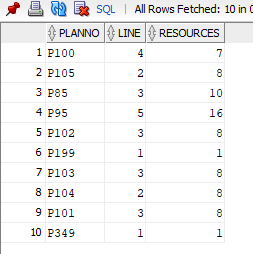 SQL | All Rows Fetched: 10 in 0
PLANNO LINE RESOURCES
1 P100 4 7
2 P105 2 8
3 P85 3 10
4 P95 5 16
5 P102 3 8
6 P199 1 1
7 P103 3 8
8 P104 2 8
9 P101 3 8
10 P349 1 1